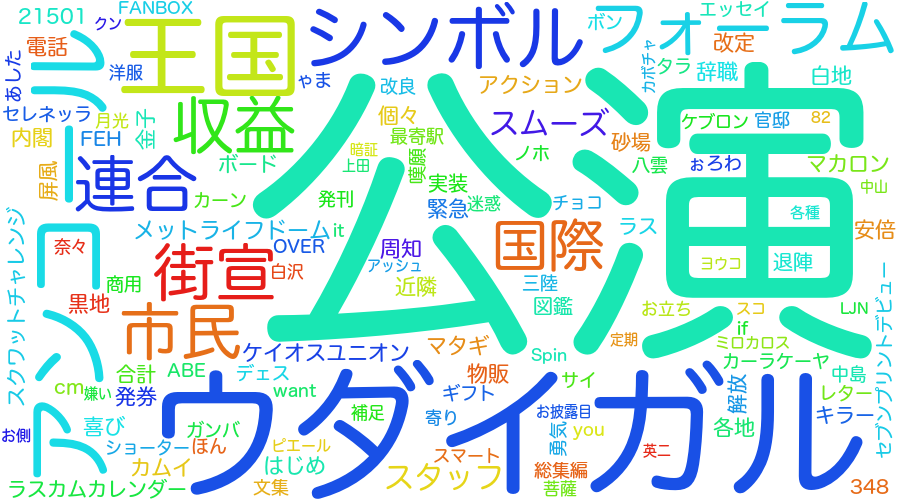 21501
クン
FANBOX
王国
シンボル
ボン
エッセイ
フォーラム
電話
洋服
ゃま
改良
アクション
改定
カボチャ
タラ
辞職
白地
あした
セレネッラ
月光
収益
個々
スムーズ
ケブロン
官邸
82
内閣
FEH
金子
最寄駅
砂場
暗証
上田
嘆願
ノホ
八雲
ぉろわ
マカロン
屏風
連合
ボード
カーン
発刊
実装
チョコ
中山
公演
メットライフドーム
it
緊急
迷惑
各種
スクワットチャレンジ
奈々
街宣
OVER
周知
国際
ラス
安倍
商用
白沢
アッシュ
ヨウコ
退陣
黒地
近隣
三陸
図鑑
お立ち
スコ
LJN
市民
if
ミロカロス
定期
ケイオスユニオン
マタギ
Spin
カーラケーヤ
合計
ABE
デェス
物販
サイ
中島
cm
嫌い
発券
want
ギフト
解放
レター
セブンプリントデビュー
補足
寄り
お披露目
キラー
お側
喜び
ガンバ
ウダイガル
勇気
you
各地
ショーター
ほん
ピエール
スマート
英二
カムイ
はじめ
スタッフ
総集編
ラスカムカレンダー
文集
菩薩
348